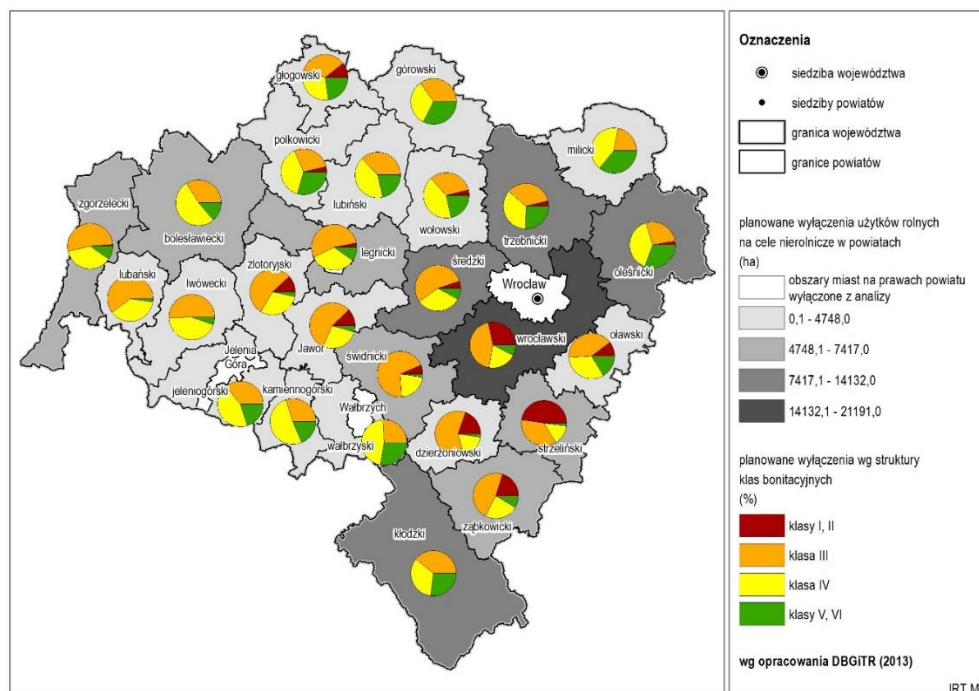 głogowski
górowski
polkowicki
milicki
lubiński
zgorzelecki
wołowski
trzebnicki
bolesławiecki
oleśnicki
legnicki
zlotoryjski
średzki
lubański
lwówecki
Wrocław
wrocławski
oławski
Jawor
Jelenia
Góra
świdnicki
jeleniogórski
kamiennogórski
Wałbrzych
wałbrzyski
dzierżoniowski
strzeliński
ząbkowicki
kłodzki
Oznaczenia
siedziba województwa
siedziby powiatów
granica województwa
granice powiatów
planowane wyłączenia użytków rolnych
na cele nierolnicze w powiatach
(ha)
obszary miast na prawach powiatu
wyłączone z analizy
0,1 - 4748,0
4748,1 - 7417,0
7417,1 - 14132,0
14132,1 - 21191,0
planowane wyłączenia wg struktury
klas bonitacyjnych
(%)
klasy I, II
klasa III
klasa IV
klasy V, VI
wg opracowania DBGiTR (2013)
IRT M